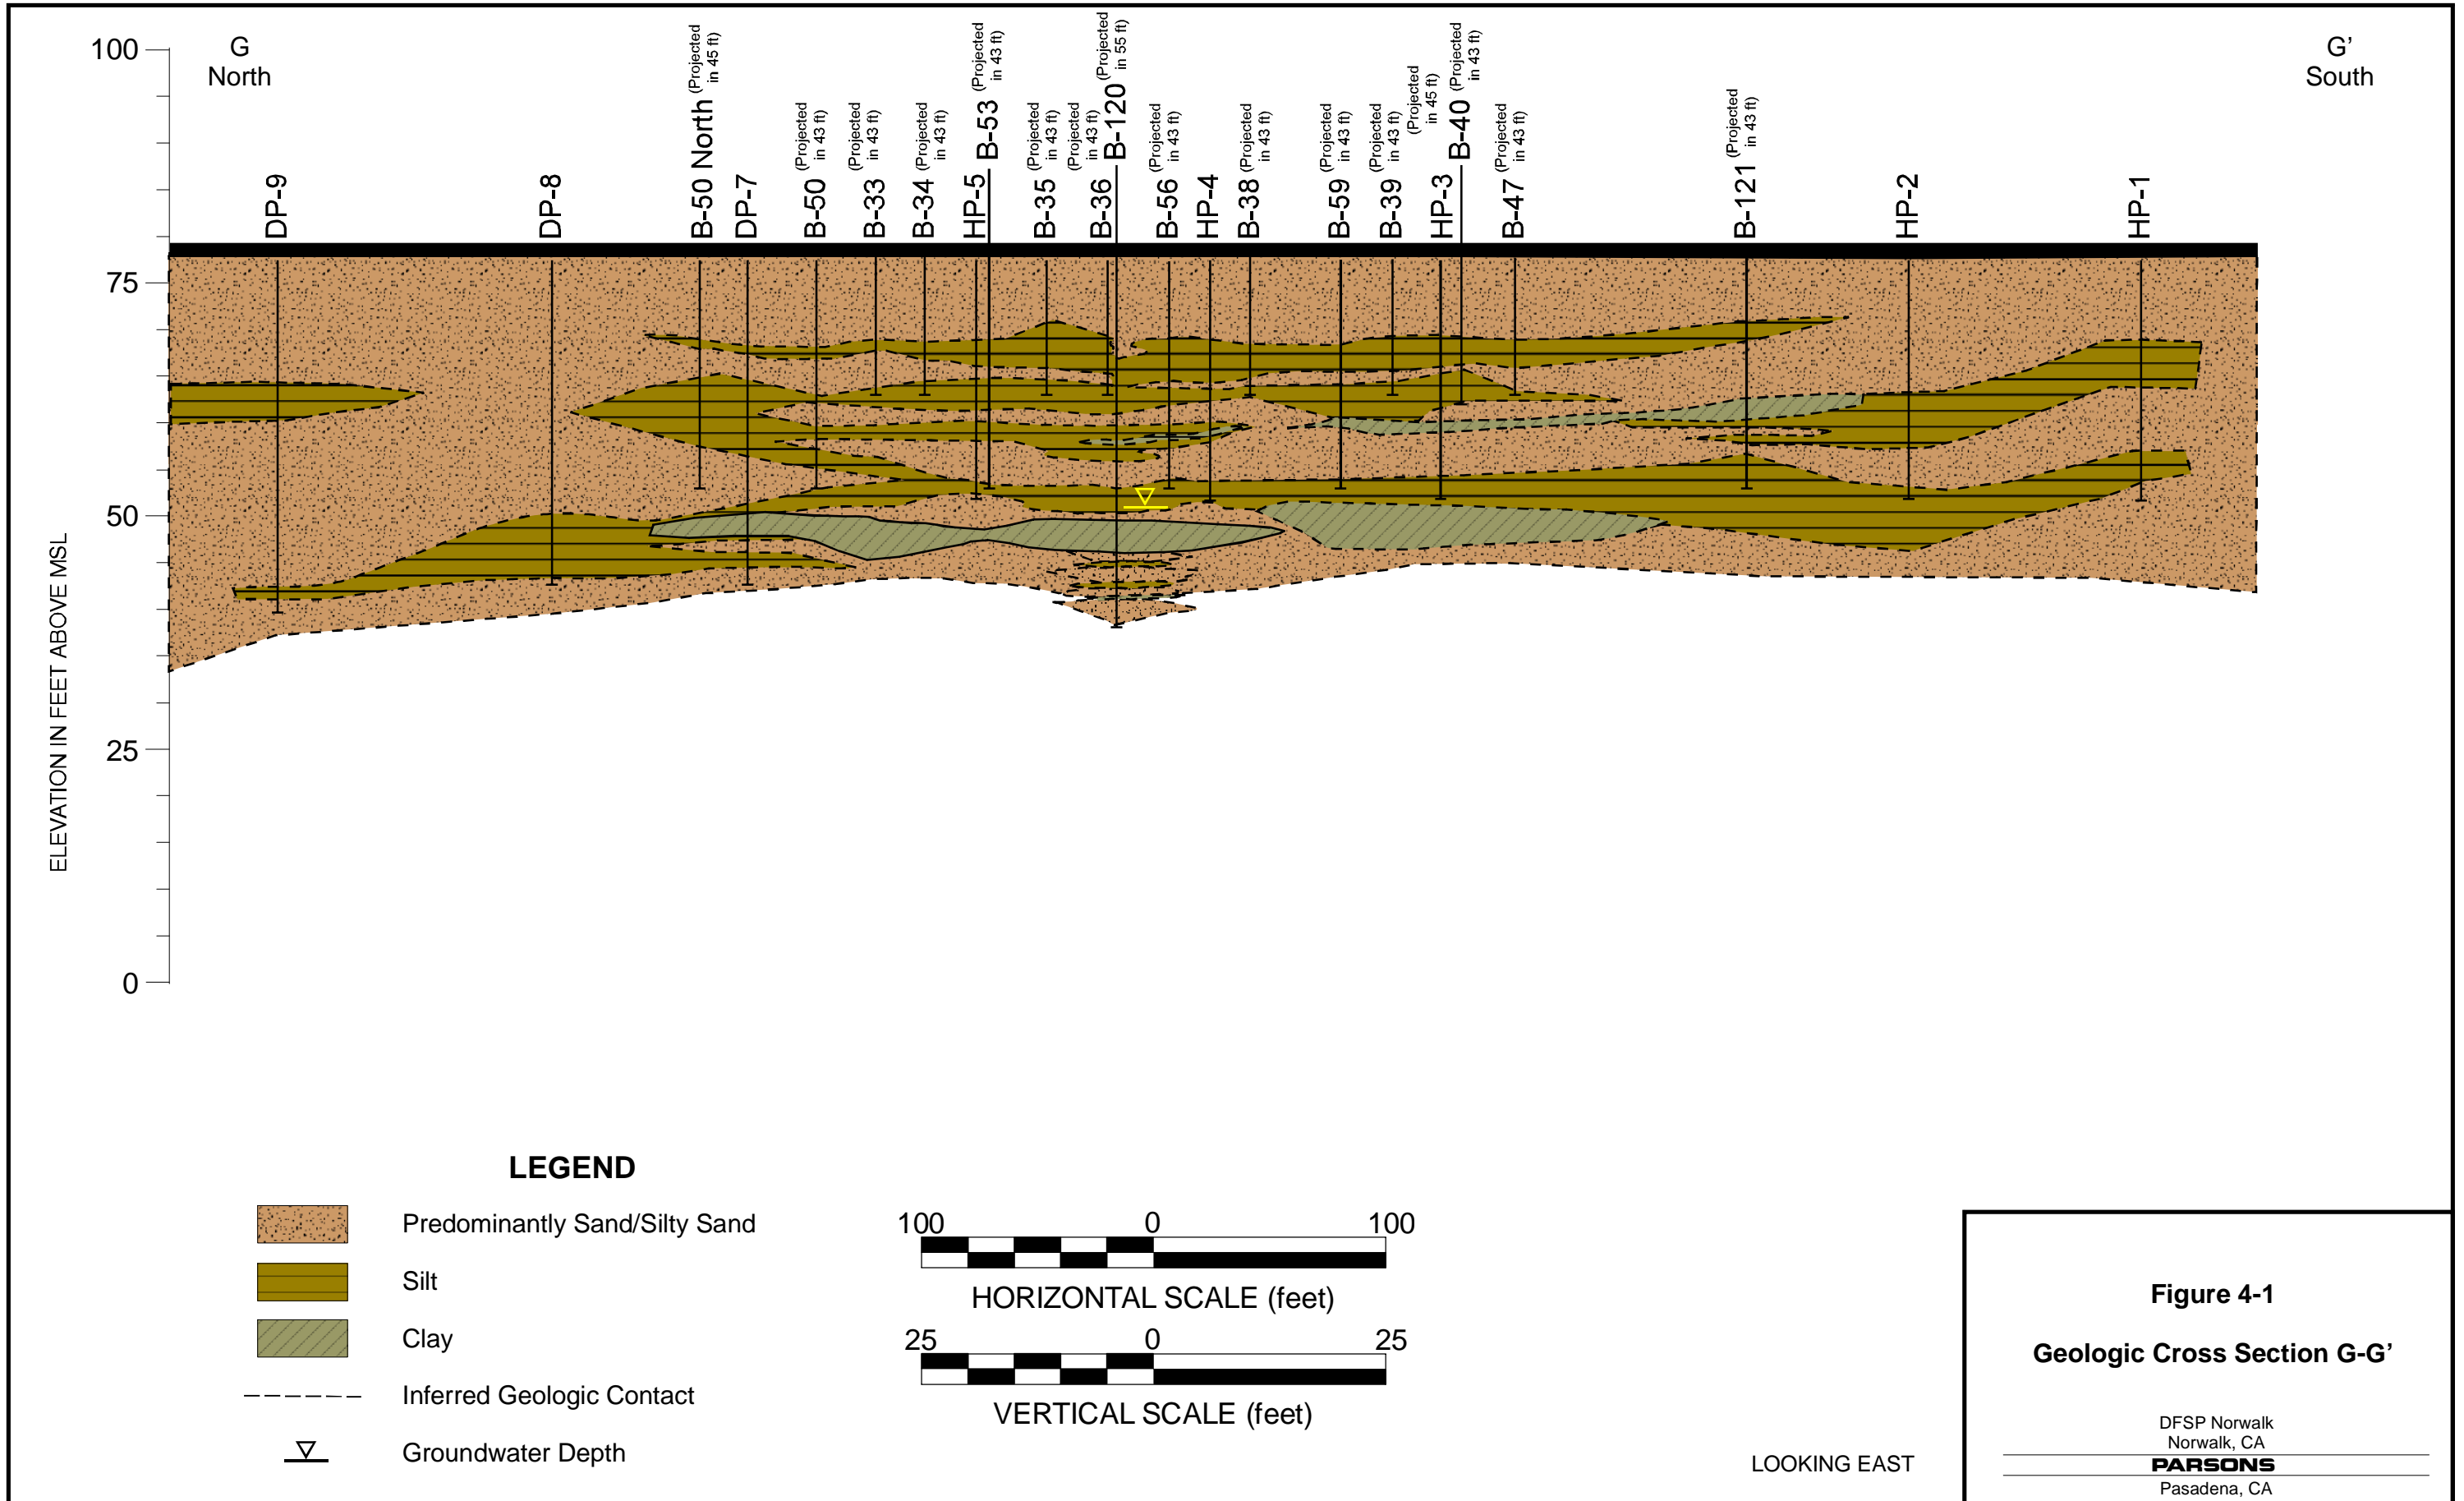 100
75
50
25
0
ELEVATION IN FEET ABOVE MSL
G
North
G’
South
DP-9
DP-8
B-50 North (Projected
in 45 ft)
DP-7
B-50 (Projected
in 43 ft)
B-33 (Projected
in 43 ft)
B-34 (Projected
in 43 ft)
HP-5
B-53 (Projected
in 43 ft)
B-35 (Projected
in 43 ft)
B-36 (Projected
in 43 ft)
B-120 (Projected
in 55 ft)
B-56 (Projected
in 43 ft)
HP-4
B-38 (Projected
in 43 ft)
B-59 (Projected
in 43 ft)
B-39 (Projected
in 43 ft)
HP-3 (Projected
in 45 ft)
B-40 (Projected
in 43 ft)
B-47 (Projected
in 43 ft)
B-121 (Projected
in 43 ft)
HP-2
HP-1
LEGEND
Predominantly Sand/Silty Sand
Silt
Clay
Inferred Geologic Contact
Groundwater Depth
100 0 100
HORIZONTAL SCALE (feet)
25 0 25
VERTICAL SCALE (feet)
LOOKING EAST
Figure 4-1
Geologic Cross Section G-G’
DFSP Norwalk
Norwalk, CA
PARSONS
Pasadena, CA